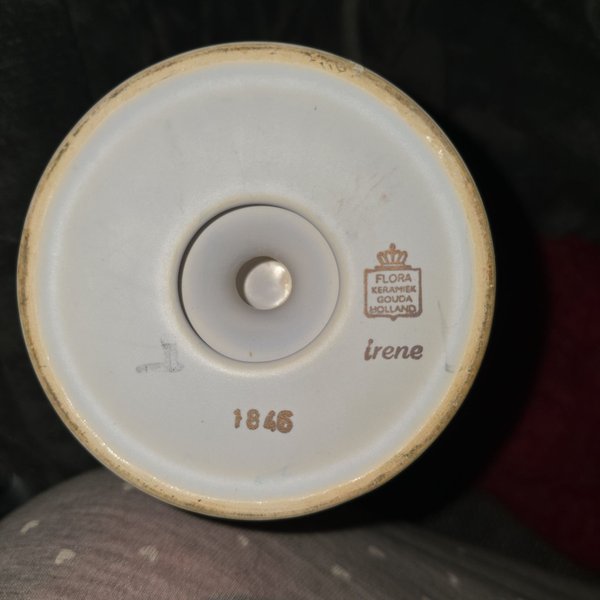 FLORA
KERAMIEK
GOUDA
HOLLAND
irene
1846